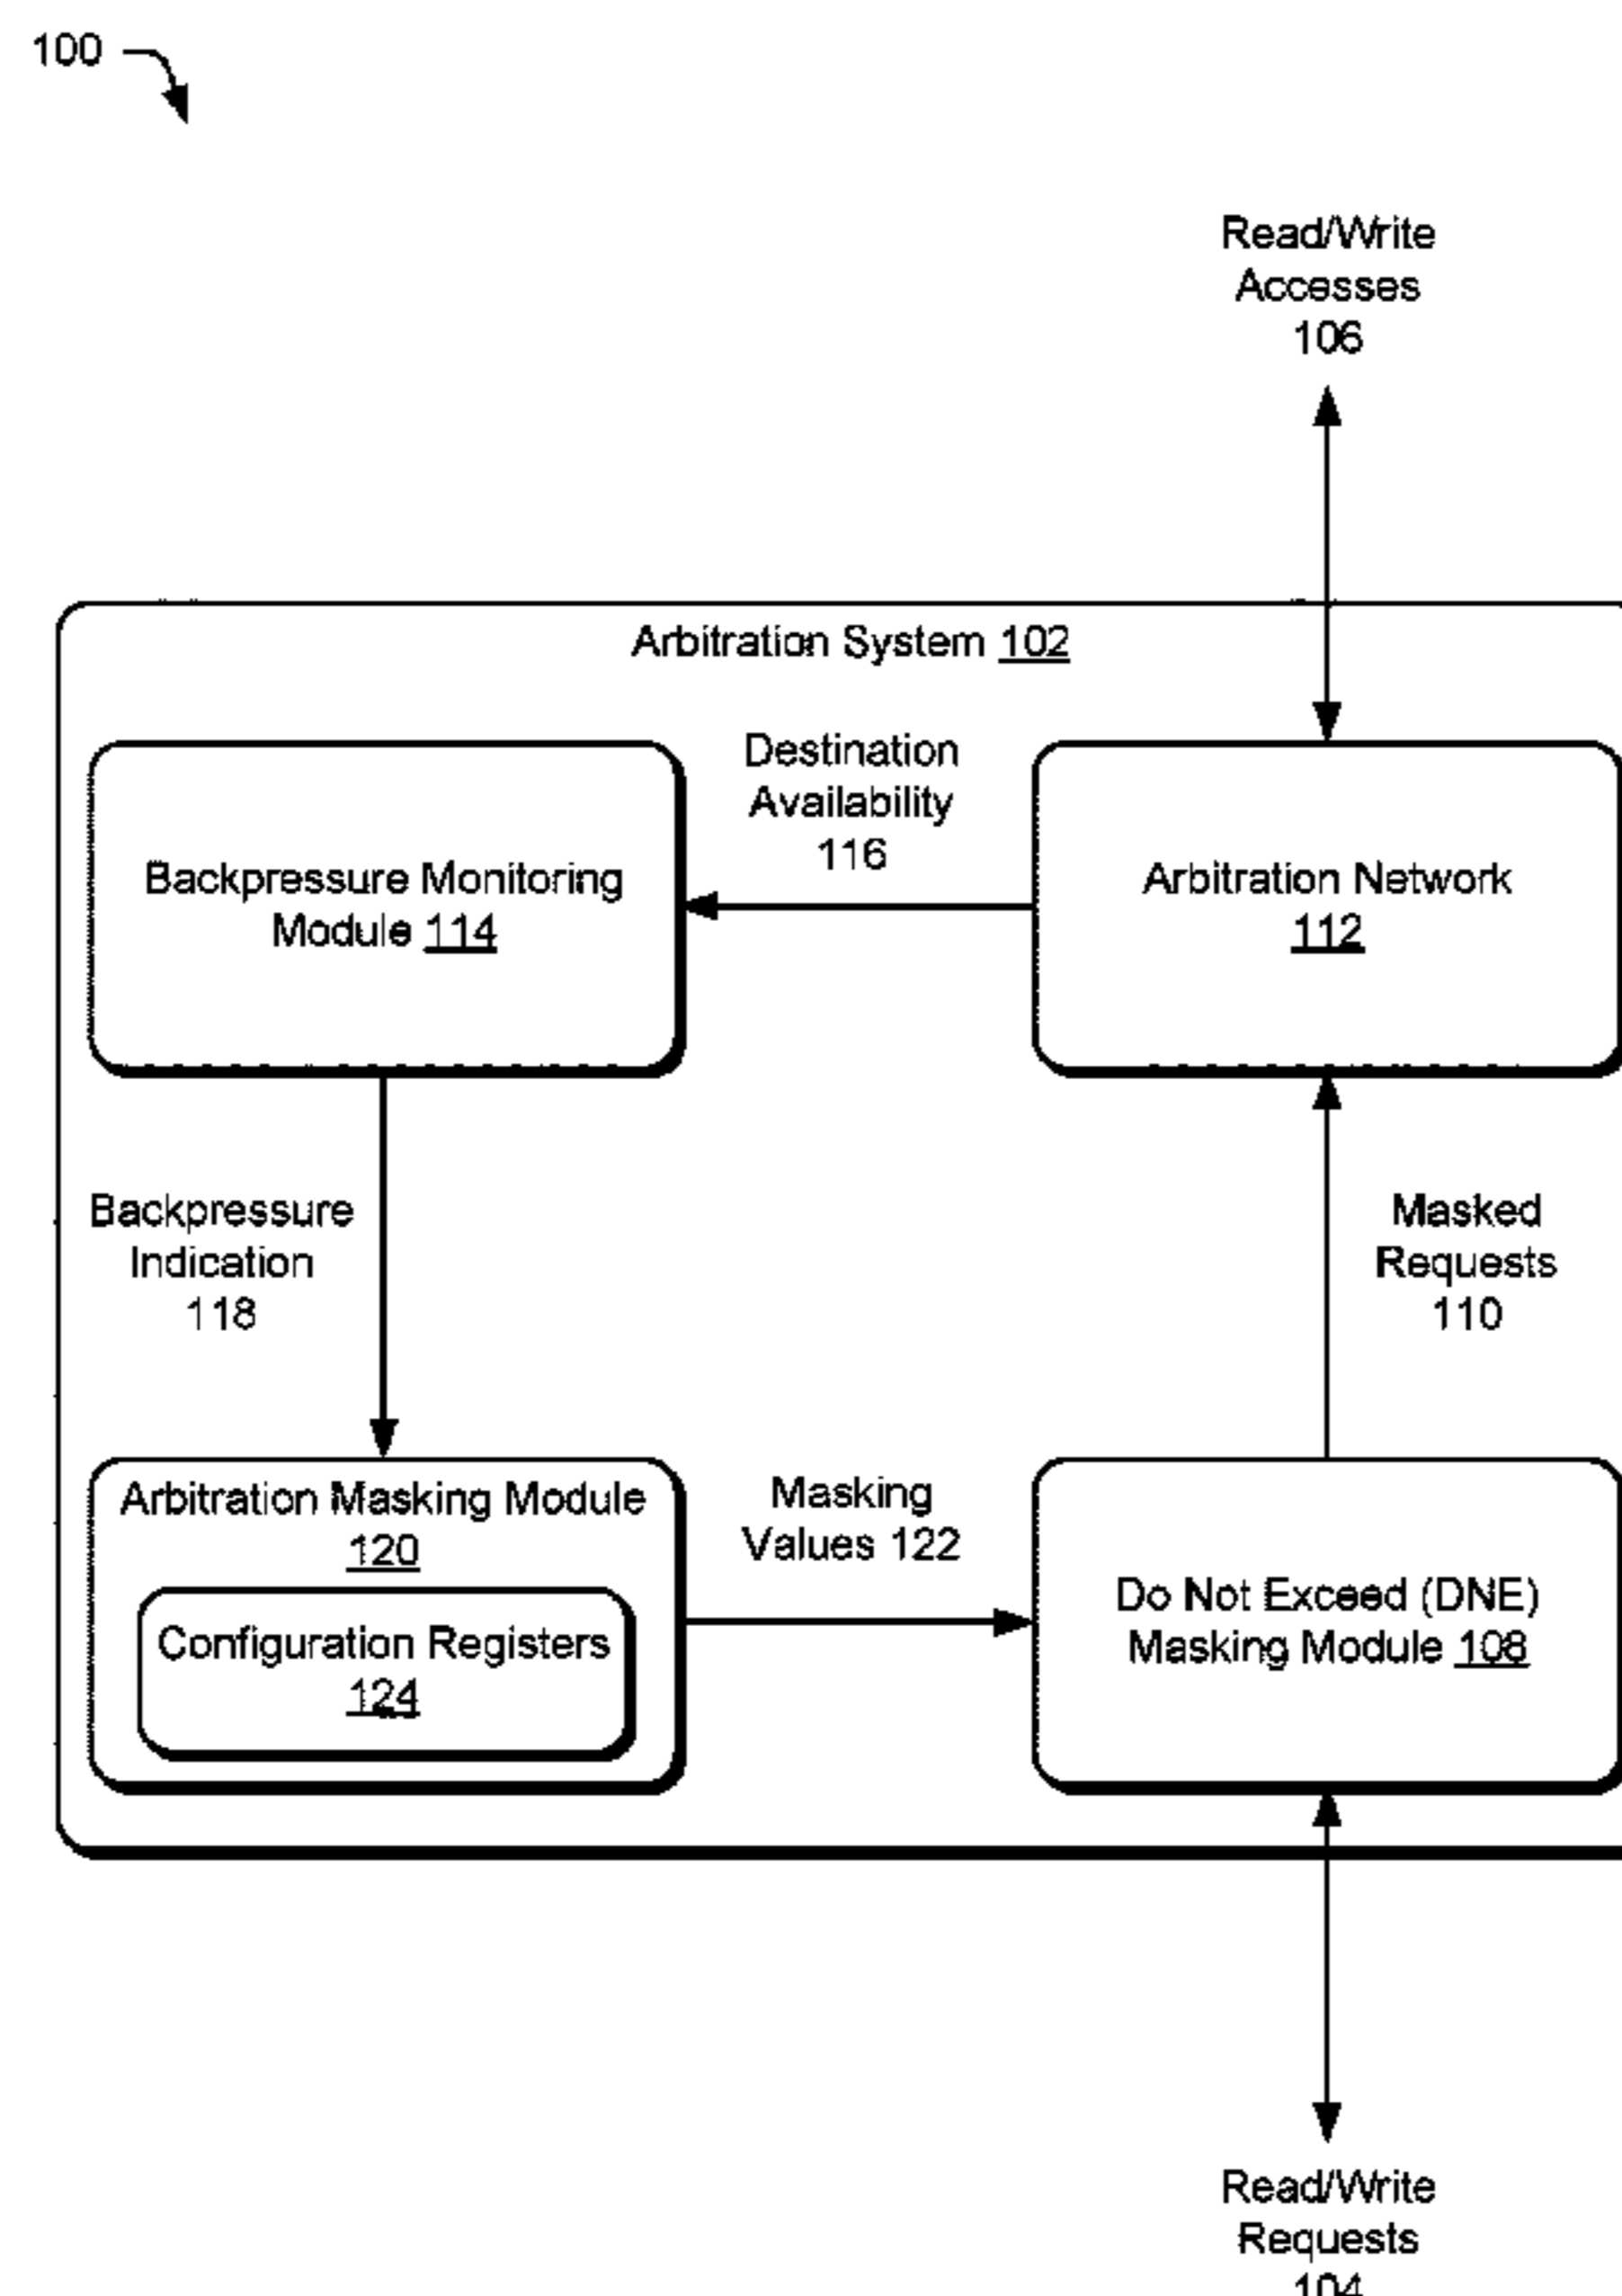 100
Read/Write
Accesses
106
Arbitration System 102
Destination
Availability
116
Backpressure Monitoring
Module 114
Arbitration Network
112
Backpressure
Indication
118
Masked
Requests
110
Arbitration Masking Module
120
Configuration Registers
124
Masking
Values 122
Do Not Exceed (DNE)
Masking Module 108
Read/Write
Requests
104